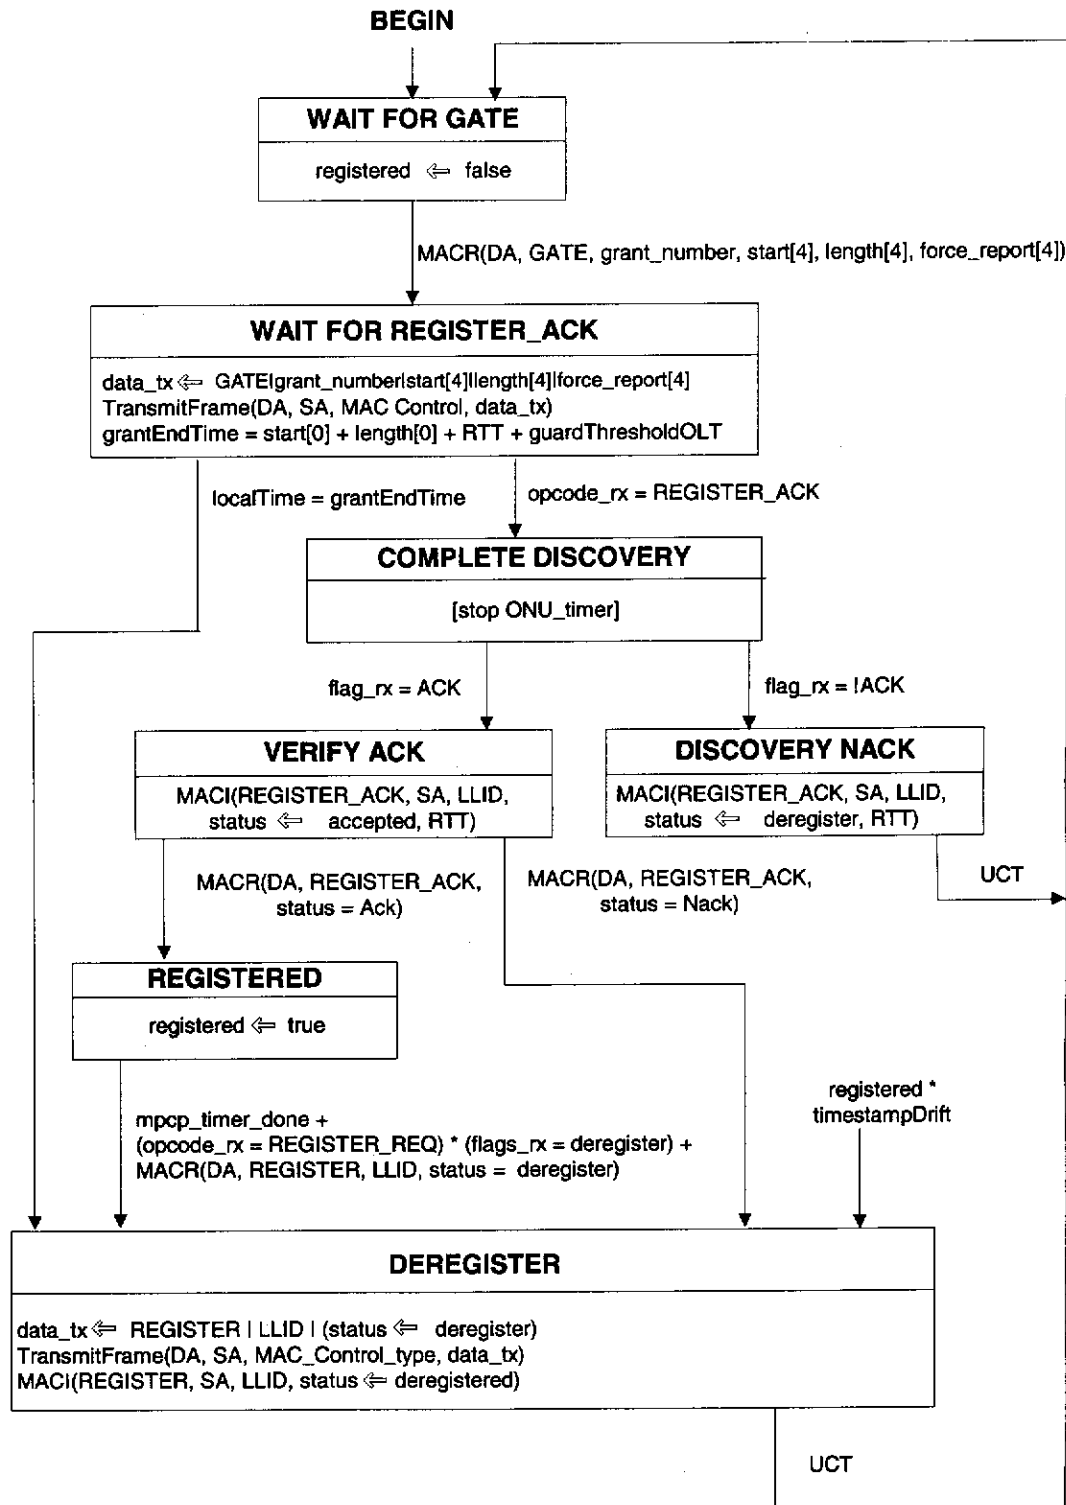 BEGIN
WAIT FOR GATE
registered ⇐ false
MACR(DA, GATE, grant_number, start[4], length[4], force_report[4])
WAIT FOR REGISTER_ACK
data_tx ⇐ GATE|grant_number|start[4]|length[4]|force_report[4]
TransmitFrame(DA, SA, MAC Control, data_tx)
grantEndTime = start[0] + length[0] + RTT + guardThresholdOLT
localTime = grantEndTime
opcode_rx = REGISTER_ACK
COMPLETE DISCOVERY
[stop ONU_timer]
flag_rx = ACK
flag_rx = !ACK
VERIFY ACK
MACI(REGISTER_ACK, SA, LLID,
status ⇐ accepted, RTT)
DISCOVERY NACK
MACI(REGISTER_ACK, SA, LLID,
status ⇐ deregister, RTT)
MACR(DA, REGISTER_ACK,
status = Ack)
MACR(DA, REGISTER_ACK,
status = Nack)
UCT
REGISTERED
registered ⇐ true
mpcp_timer_done +
(opcode_rx = REGISTER_REQ) * (flags_rx = deregister) +
MACR(DA, REGISTER, LLID, status = deregister)
registered *
timestampDrift
DEREGISTER
data_tx ⇐ REGISTER | LLID | (status ⇐ deregister)
TransmitFrame(DA, SA, MAC_Control_type, data_tx)
MACI(REGISTER, SA, LLID, status ⇐ deregistered)
UCT